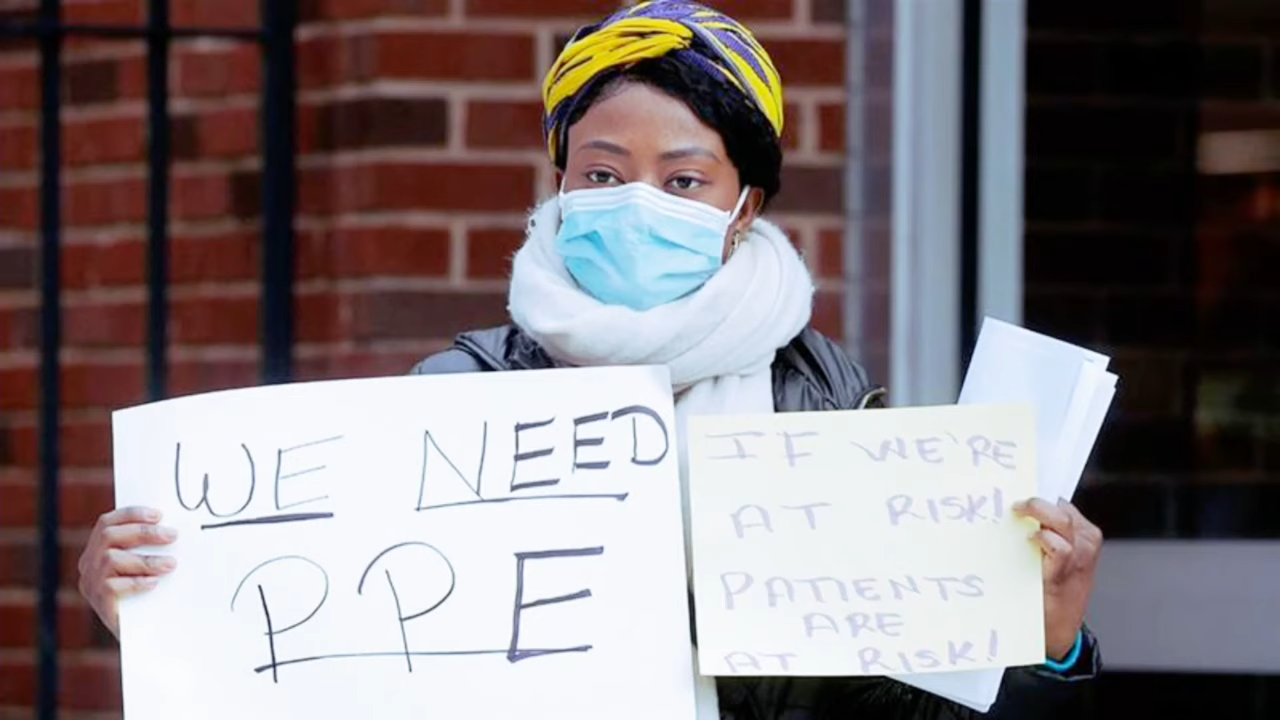 WE NEED
PPE
IF WE'RE
AT RISK!
PATIENTS
ARE
AT RISK!